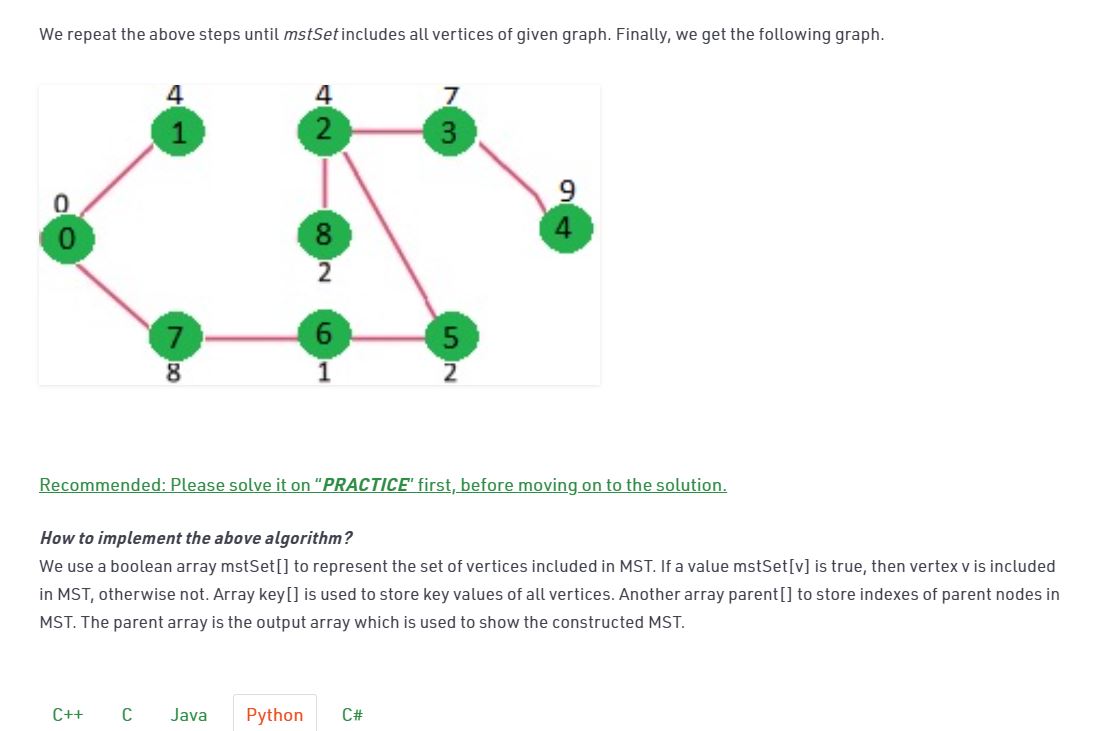 We repeat the above steps until mstSet includes all vertices of given graph. Finally, we get the following graph.
4 4 7
1 2 3
0 9
0 8 4
2
7 6 5
8 1 2
Recommended: Please solve it on “PRACTICE” first, before moving on to the solution.
How to implement the above algorithm?
We use a boolean array mstSet[] to represent the set of vertices included in MST. If a value mstSet[v] is true, then vertex v is included
in MST, otherwise not. Array key[] is used to store key values of all vertices. Another array parent[] to store indexes of parent nodes in
MST. The parent array is the output array which is used to show the constructed MST.
C++ C Java Python C#